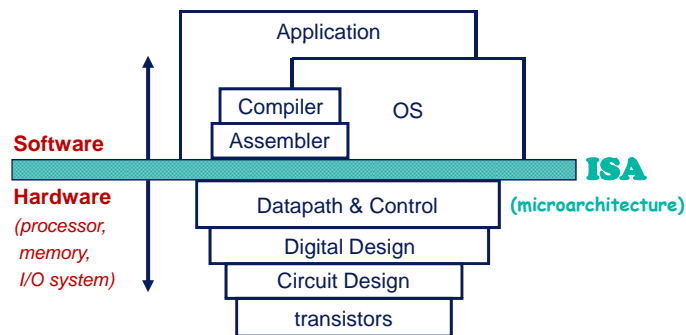 Application
Compiler
OS
Assembler
Software
ISA
Hardware
(microarchitecture)
Datapath & Control
(processor,
memory,
Digital Design
I/O system)
Circuit Design
transistors